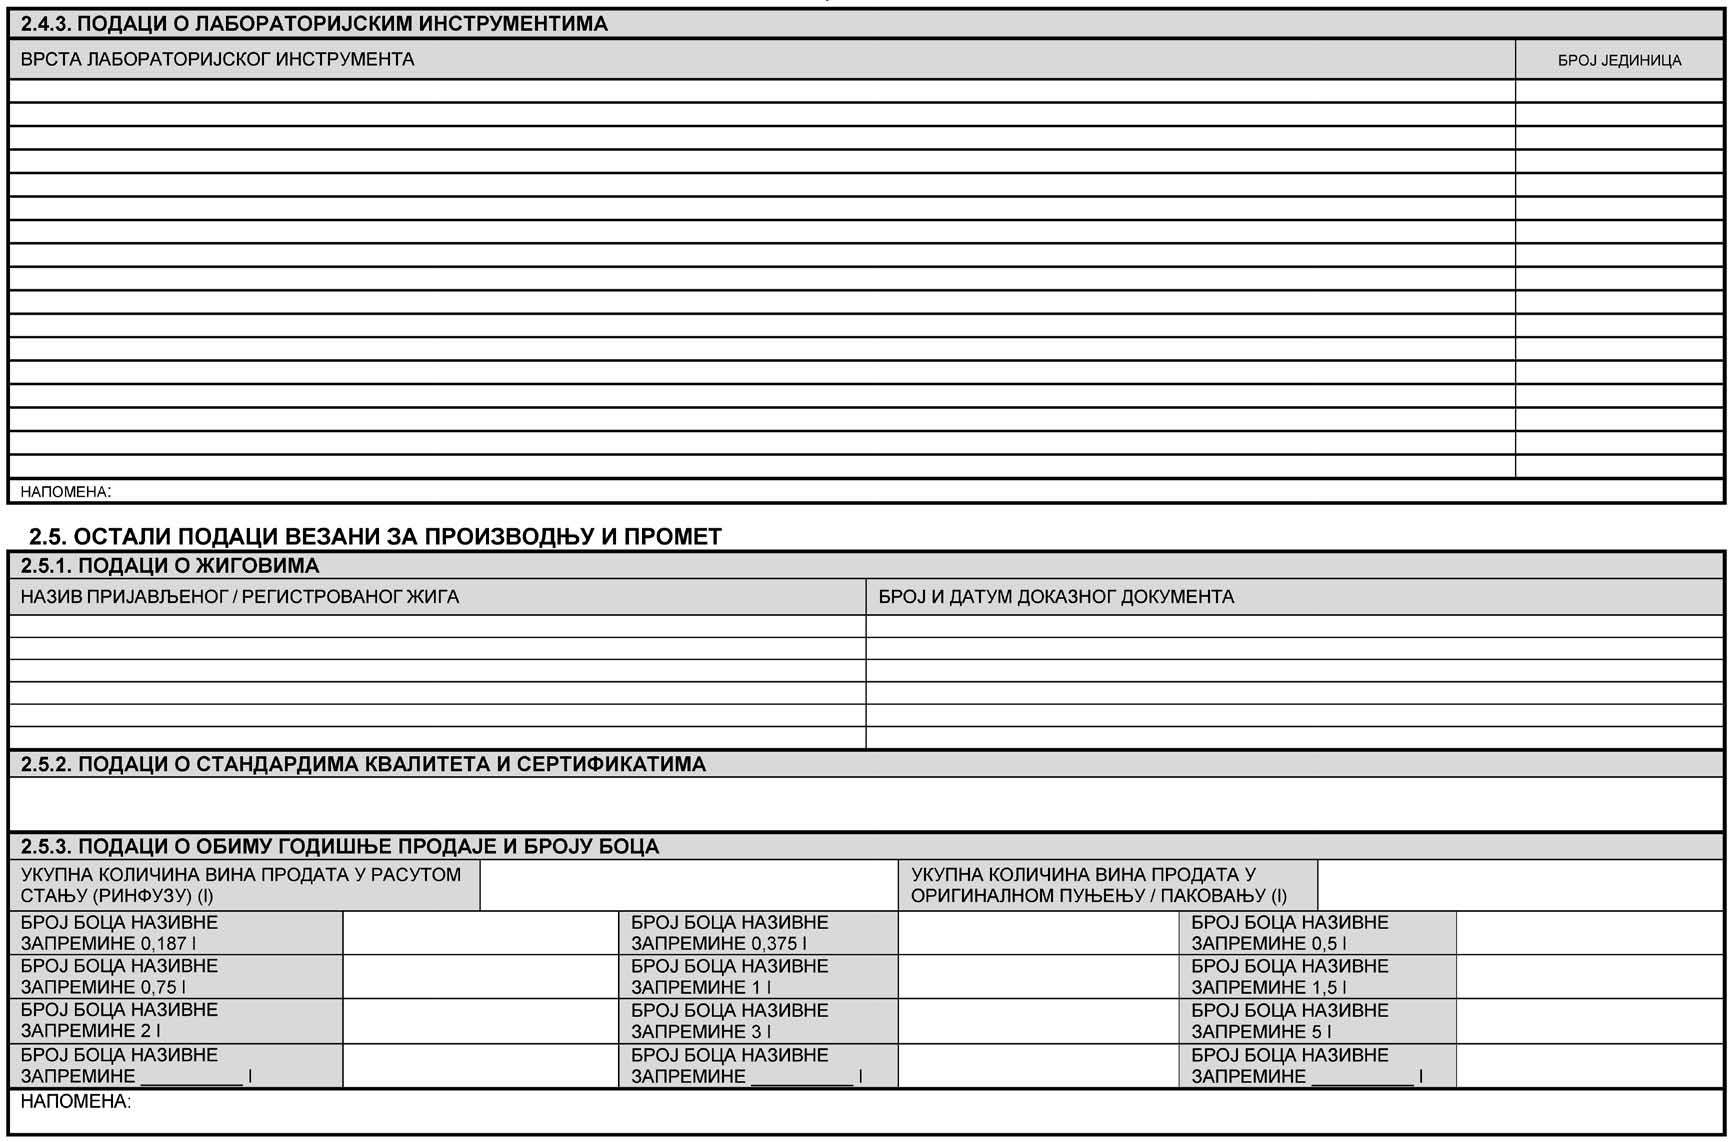 2.4.3. ПОДАЦИ О ЛАБОРАТОРИЈСКИМ ИНСТРУМЕНТИМА
ВРСТА ЛАБОРАТОРИЈСКОГ ИНСТРУМЕНТА
БРОЈ ЈЕДИНИЦА
НАПОМЕНА:
2.5. ОСТАЛИ ПОДАЦИ ВЕЗАНИ ЗА ПРОИЗВОДЊУ И ПРОМЕТ
2.5.1. ПОДАЦИ О ЖИГОВИМА
НАЗИВ ПРИЈАВЉЕНОГ / РЕГИСТРОВАНОГ ЖИГА
БРОЈ И ДАТУМ ДОКАЗНОГ ДОКУМЕНТА
2.5.2. ПОДАЦИ О СТАНДАРДИМА КВАЛИТЕТА И СЕРТИФИКАТИМА
2.5.3. ПОДАЦИ О ОБИМУ ГОДИШЊЕ ПРОДАЈЕ И БРОЈУ БОЦА
УКУПНА КОЛИЧИНА ВИНА ПРОДАТА У РАСУТОМ
СТАЊУ (РИНФУЗУ) (l)
УКУПНА КОЛИЧИНА ВИНА ПРОДАТА У
ОРИГИНАЛНОМ ПУЊЕЊУ / ПАКОВАЊУ (l)
БРОЈ БОЦА НАЗИВНЕ
ЗАПРЕМИНЕ 0,187 l
БРОЈ БОЦА НАЗИВНЕ
ЗАПРЕМИНЕ 0,375 l
БРОЈ БОЦА НАЗИВНЕ
ЗАПРЕМИНЕ 0,5 l
БРОЈ БОЦА НАЗИВНЕ
ЗАПРЕМИНЕ 0,75 l
БРОЈ БОЦА НАЗИВНЕ
ЗАПРЕМИНЕ 1 l
БРОЈ БОЦА НАЗИВНЕ
ЗАПРЕМИНЕ 1,5 l
БРОЈ БОЦА НАЗИВНЕ
ЗАПРЕМИНЕ 2 l
БРОЈ БОЦА НАЗИВНЕ
ЗАПРЕМИНЕ 3 l
БРОЈ БОЦА НАЗИВНЕ
ЗАПРЕМИНЕ 5 l
БРОЈ БОЦА НАЗИВНЕ
ЗАПРЕМИНЕ __________ l
БРОЈ БОЦА НАЗИВНЕ
ЗАПРЕМИНЕ __________ l
БРОЈ БОЦА НАЗИВНЕ
ЗАПРЕМИНЕ __________ l
НАПОМЕНА: